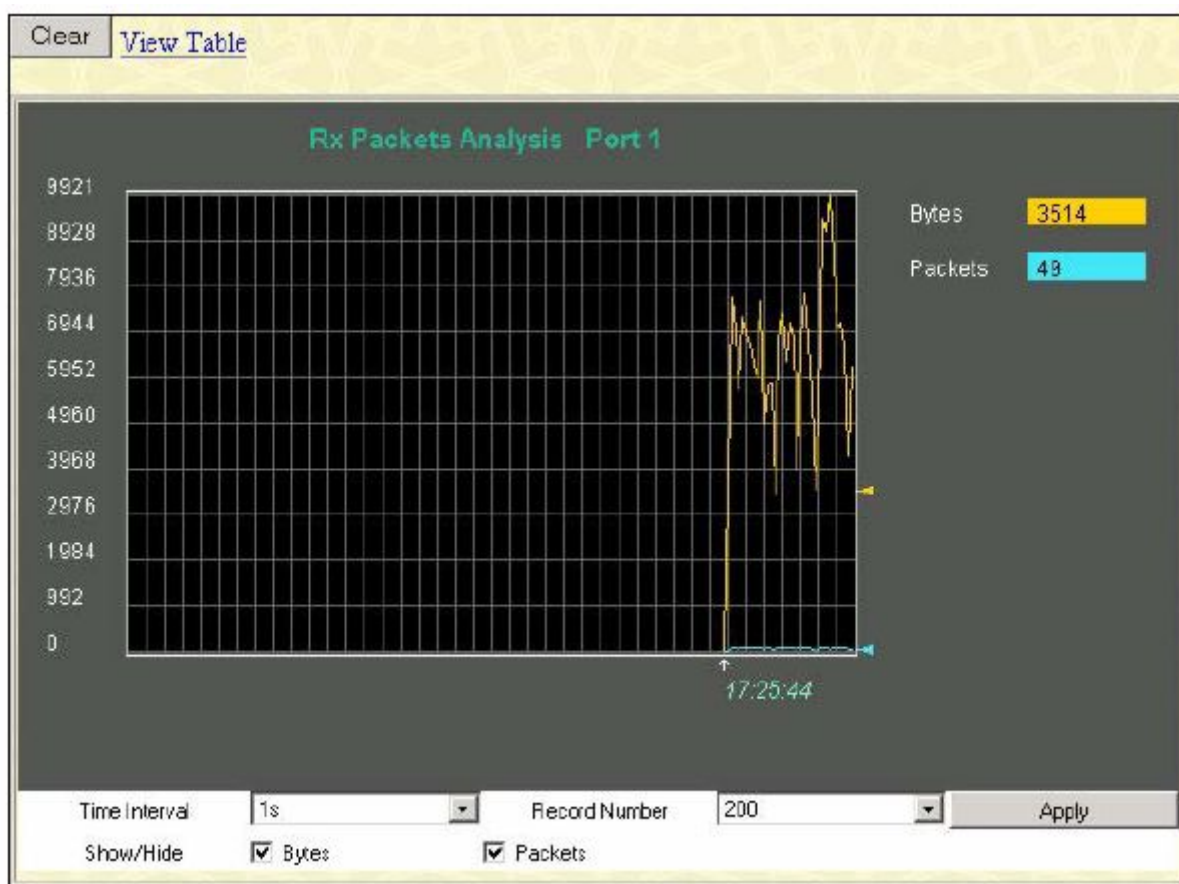 Clear View Table
Rx Packets Analysis Port 1
9921
8928
7936
6944
5952
4960
3968
2976
1984
992
0
Bytes 3514
Packets 49
17:25:44
Time Interval 1s Record Number 200 Apply
Show/Hide Bytes Packets